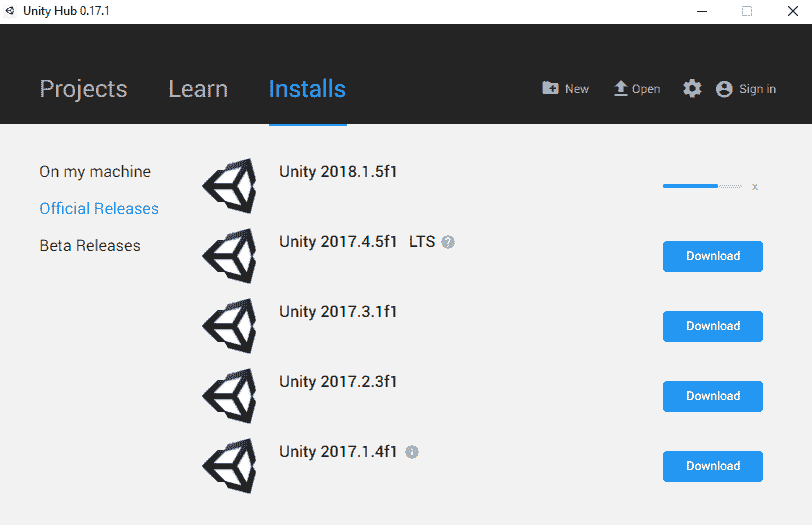 Unity Hub 0.17.1
Projects Learn Installs New Open Sign in
On my machine
Official Releases
Beta Releases
Unity 2018.1.5f1
x
Unity 2017.4.5f1 LTS ?
Download
Unity 2017.3.1f1
Download
Unity 2017.2.3f1
Download
Unity 2017.1.4f1 i
Download